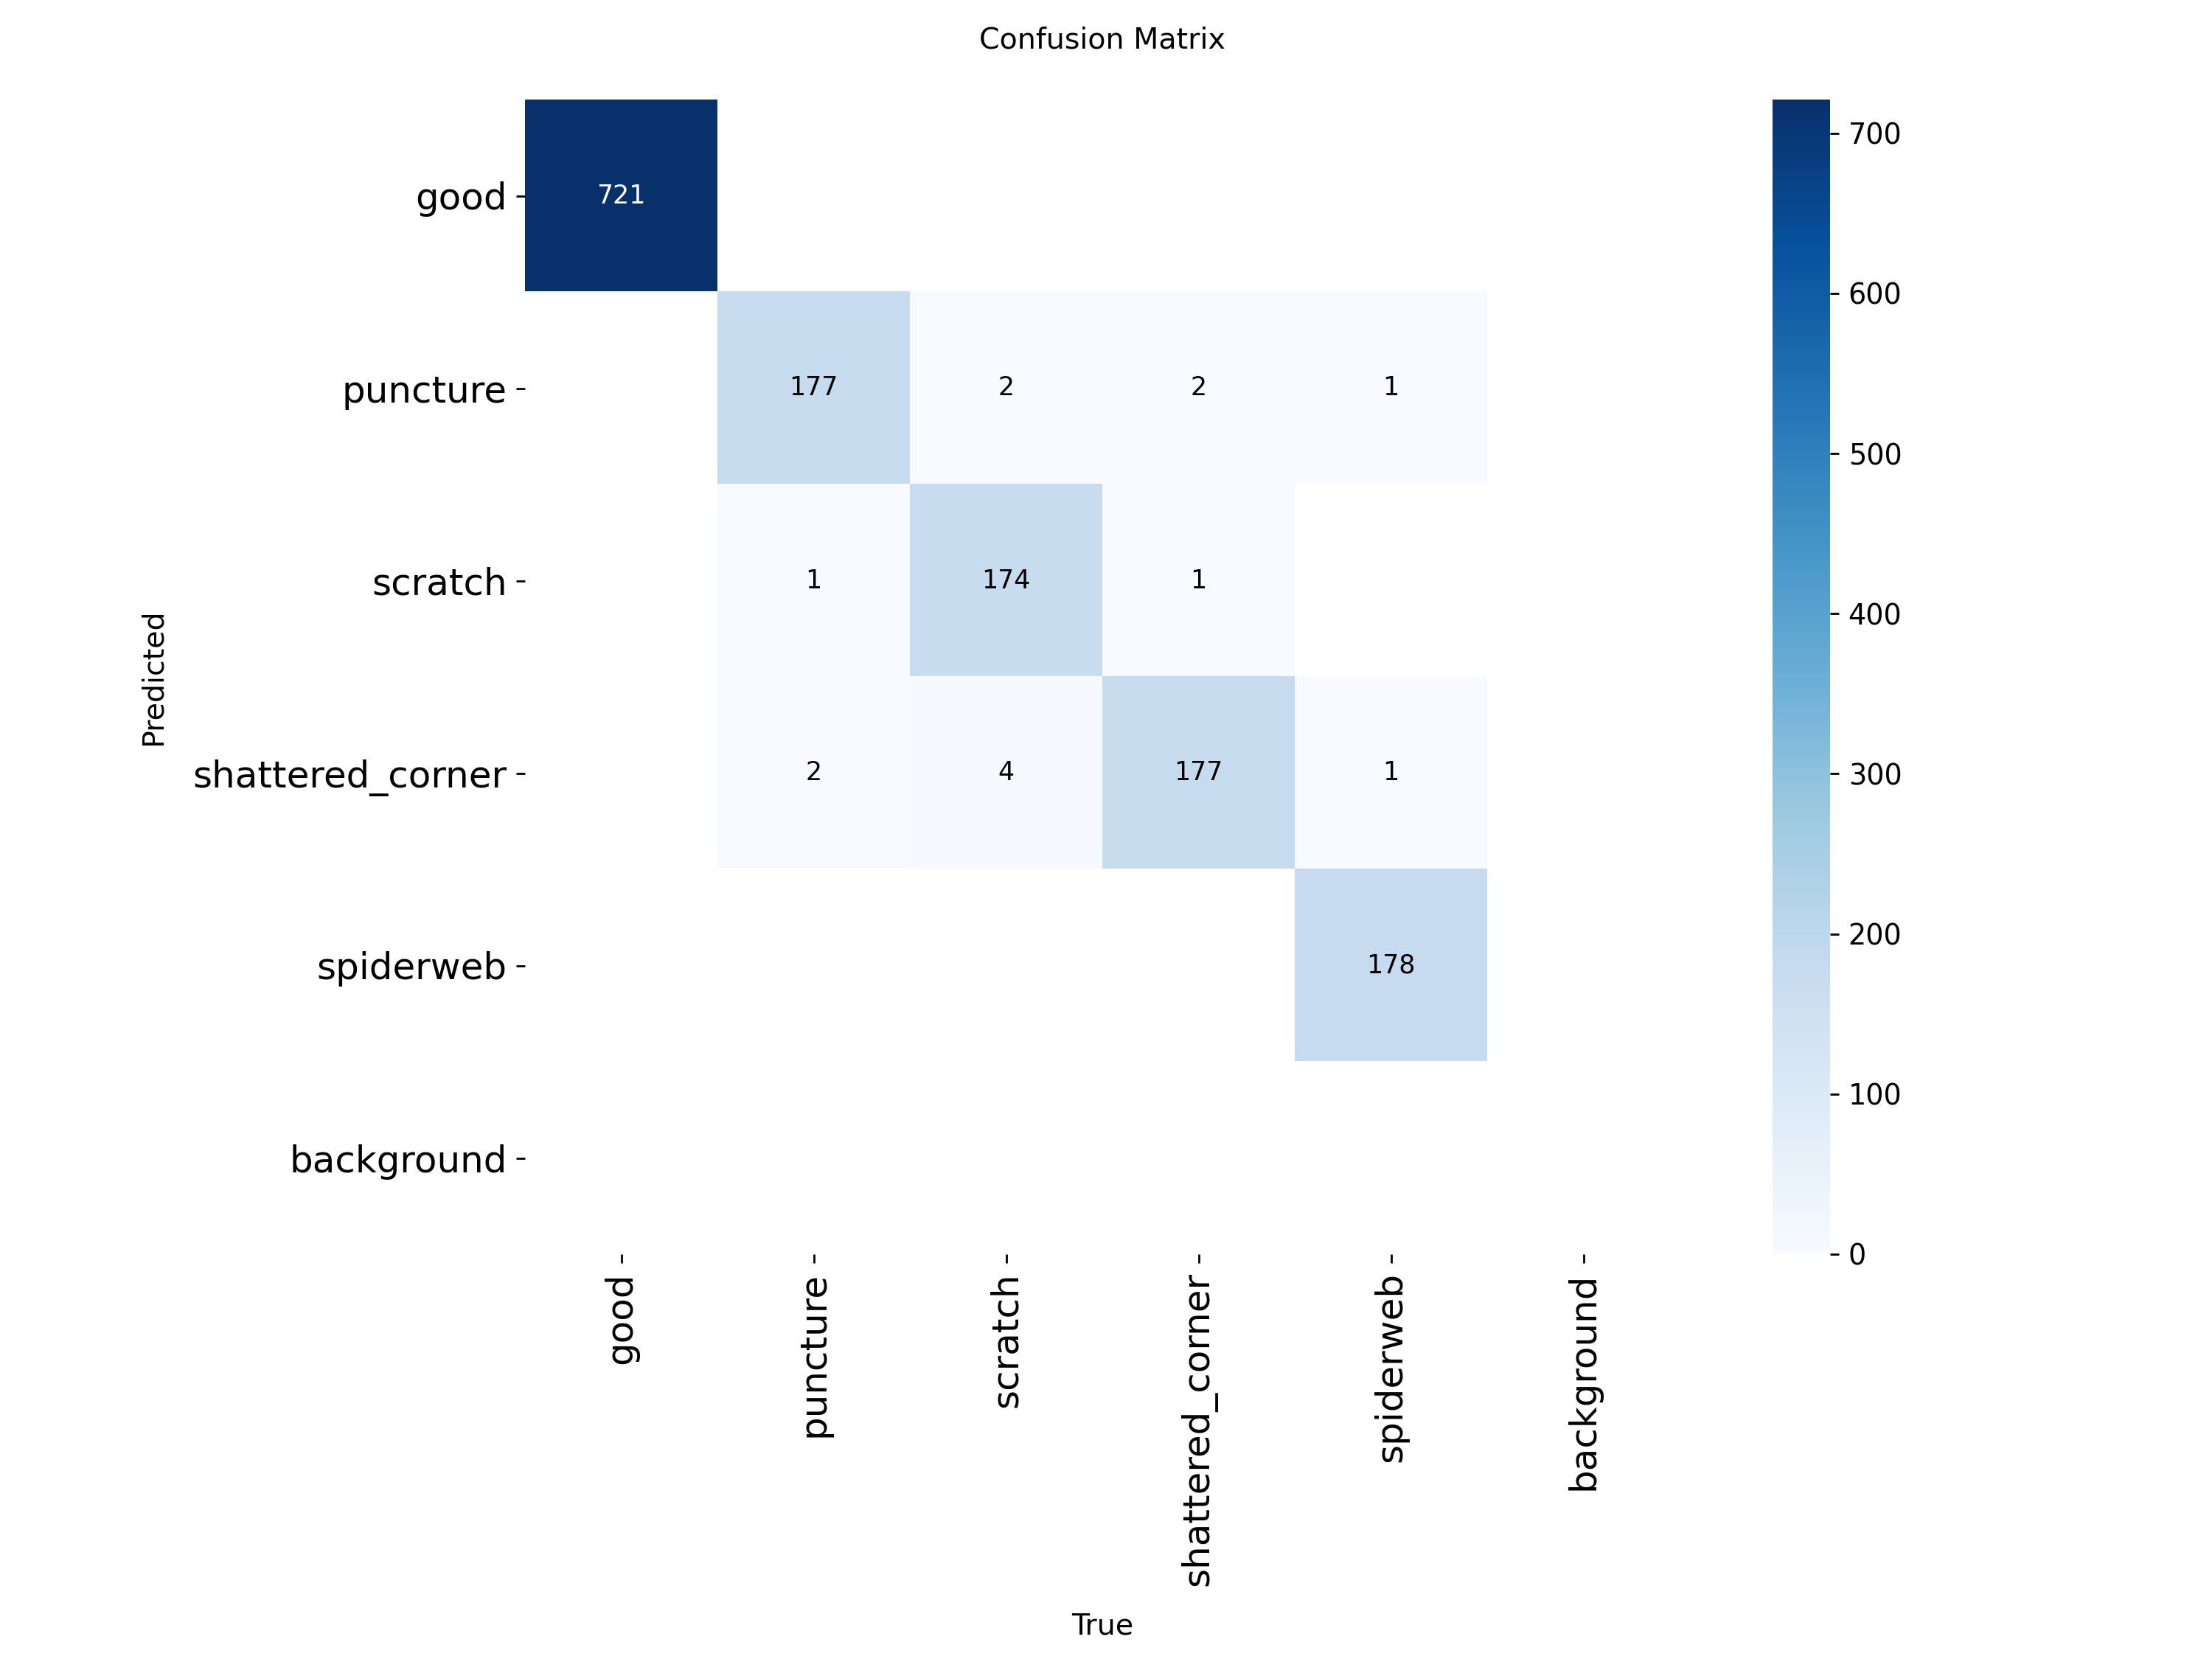 Confusion Matrix
good
721
700
600
puncture
177 2 2 1
500
scratch
1 174 1
400
Predicted
shattered_corner
2 4 177 1
300
spiderweb
178
200
background
100
0
good
puncture
scratch
shattered_corner
spiderweb
background
True